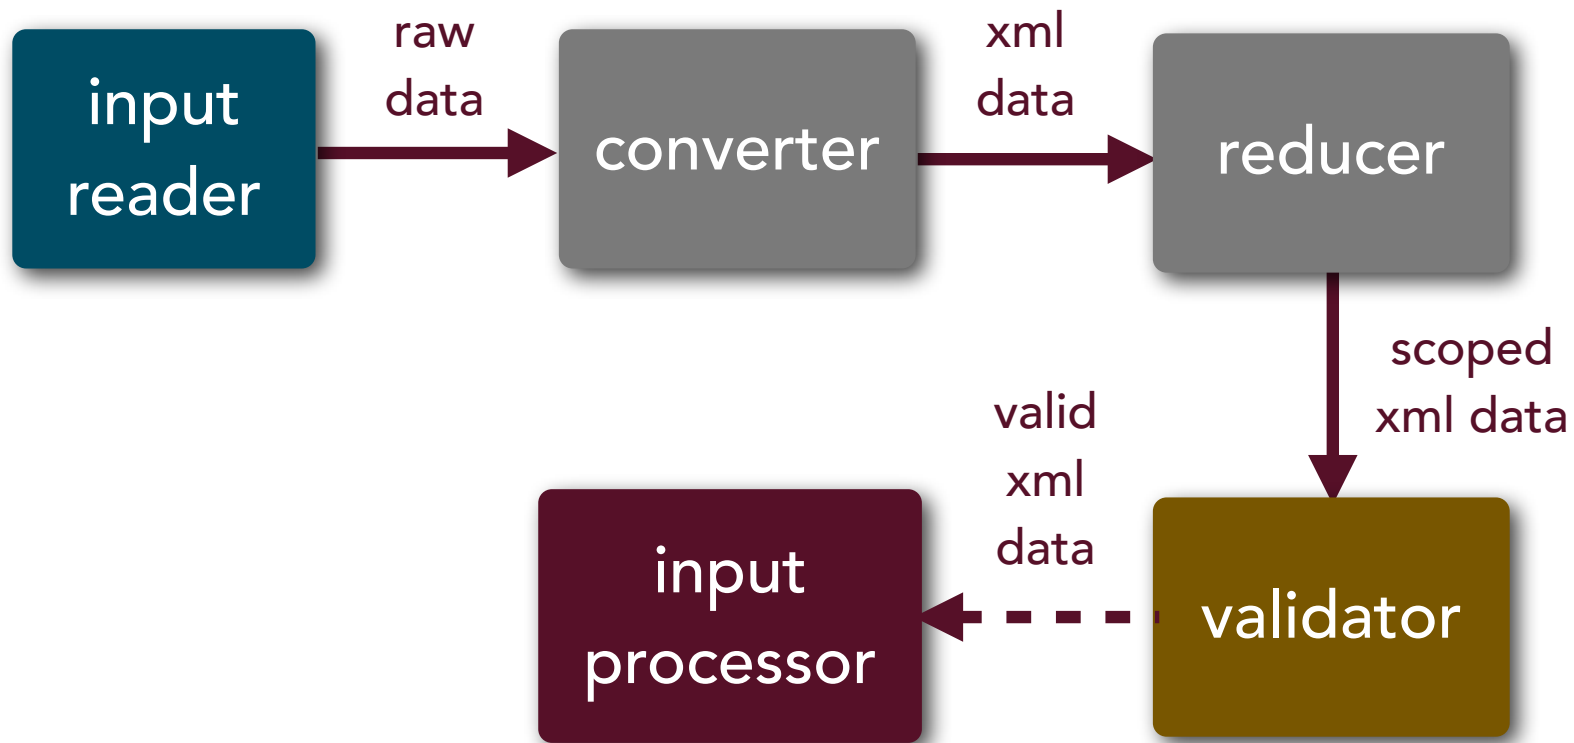 input
reader
raw
data
converter
xml
data
reducer
scoped
xml data
validator
valid
xml
data
input
processor